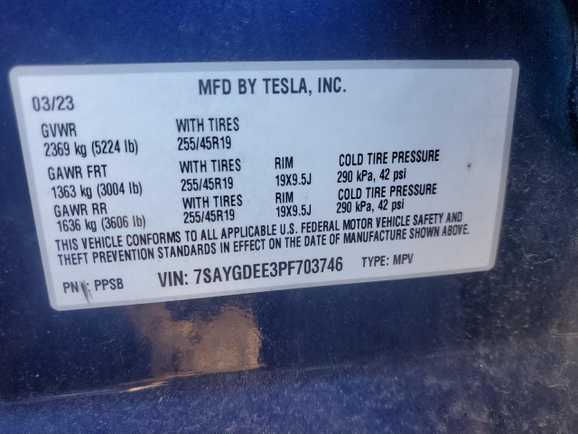 MFD BY TESLA, INC.
03/23
GVWR WITH TIRES
2369 kg (5224 lb) 255/45R19
GAWR FRT WITH TIRES RIM COLD TIRE PRESSURE
1363 kg (3004 lb) 255/45R19 19X9.5J 290 kPa, 42 psi
GAWR RR WITH TIRES RIM COLD TIRE PRESSURE
1636 kg (3606 lb) 255/45R19 19X9.5J 290 kPa, 42 psi
THIS VEHICLE CONFORMS TO ALL APPLICABLE U.S. FEDERAL MOTOR VEHICLE SAFETY AND
THEFT PREVENTION STANDARDS IN EFFECT ON THE DATE OF MANUFACTURE SHOWN ABOVE.
PN : PPSB VIN: 7SAYGDEE3PF703746 TYPE: MPV